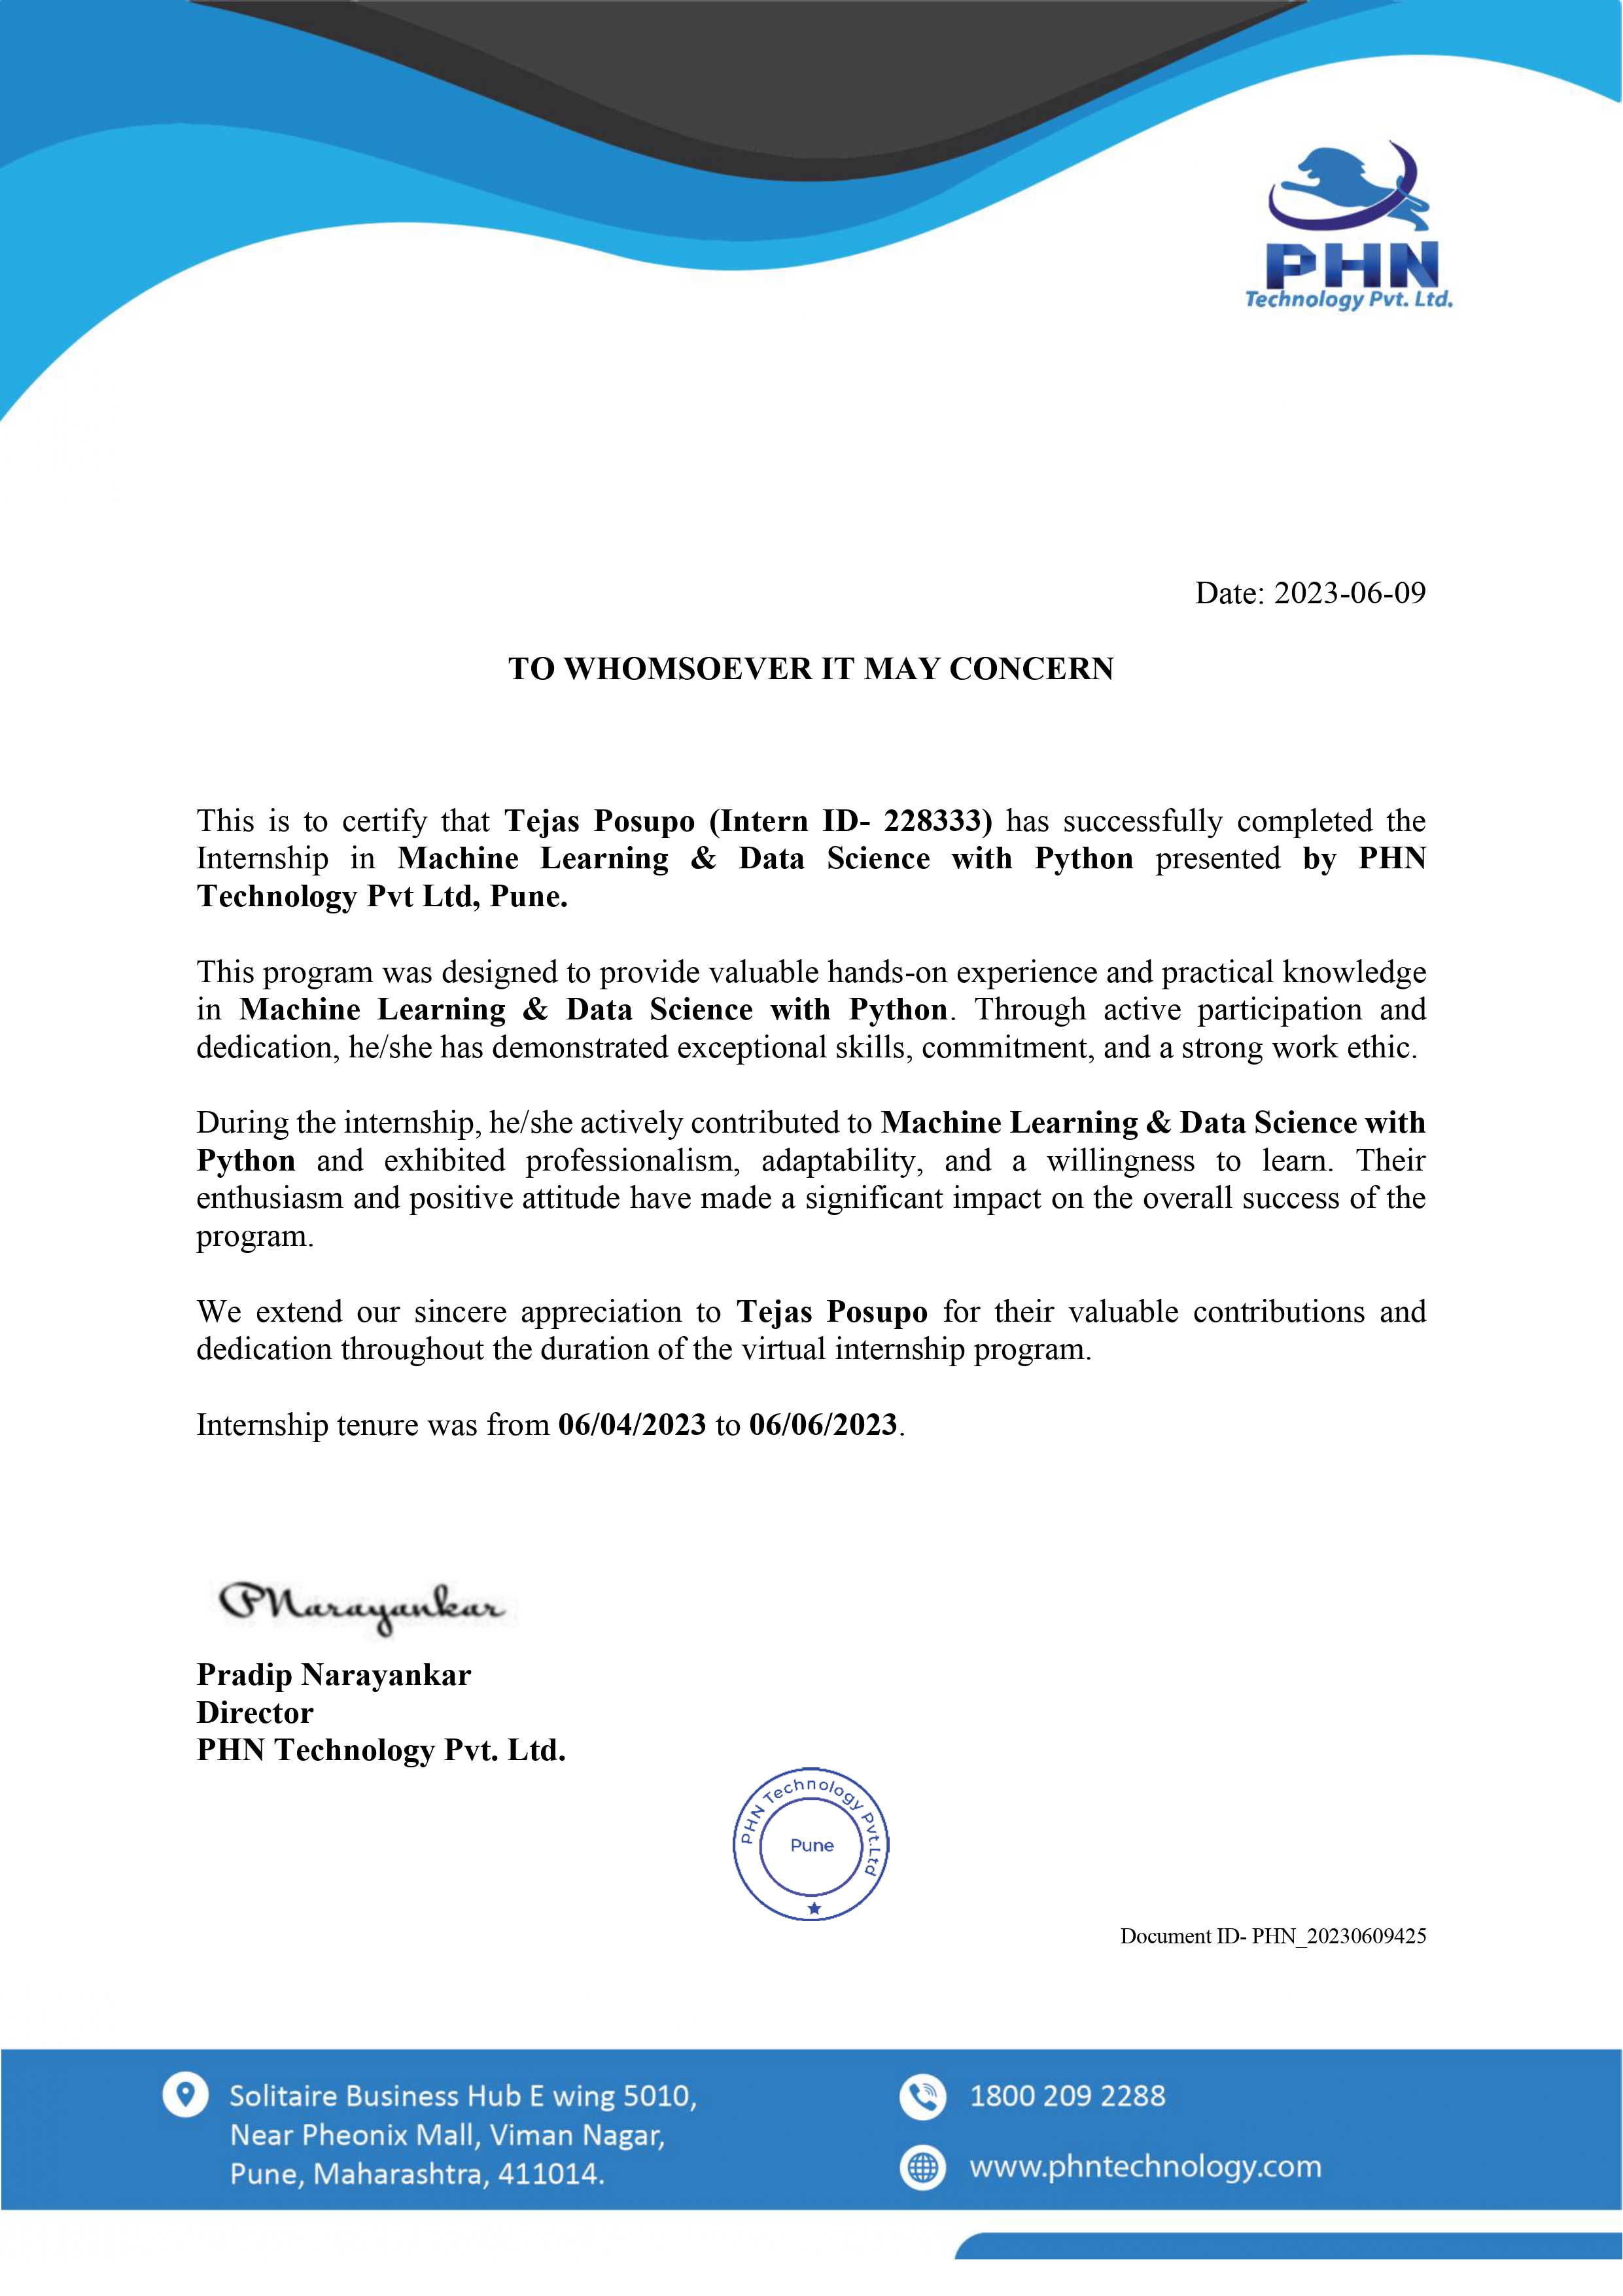 PHN
Technology Pvt. Ltd.
Date: 2023-06-09
TO WHOMSOEVER IT MAY CONCERN
This is to certify that Tejas Posupo (Intern ID- 228333) has successfully completed the
Internship in Machine Learning & Data Science with Python presented by PHN
Technology Pvt Ltd, Pune.
This program was designed to provide valuable hands-on experience and practical knowledge
in Machine Learning & Data Science with Python. Through active participation and
dedication, he/she has demonstrated exceptional skills, commitment, and a strong work ethic.
During the internship, he/she actively contributed to Machine Learning & Data Science with
Python and exhibited professionalism, adaptability, and a willingness to learn. Their
enthusiasm and positive attitude have made a significant impact on the overall success of the
program.
We extend our sincere appreciation to Tejas Posupo for their valuable contributions and
dedication throughout the duration of the virtual internship program.
Internship tenure was from 06/04/2023 to 06/06/2023.
PNarayankar
Pradip Narayankar
Director
PHN Technology Pvt. Ltd.
PHN Technology Pvt.Ltd
Pune
Document ID- PHN_20230609425
Solitaire Business Hub E wing 5010,
Near Pheonix Mall, Viman Nagar,
Pune, Maharashtra, 411014.
1800 209 2288
www.phntechnology.com